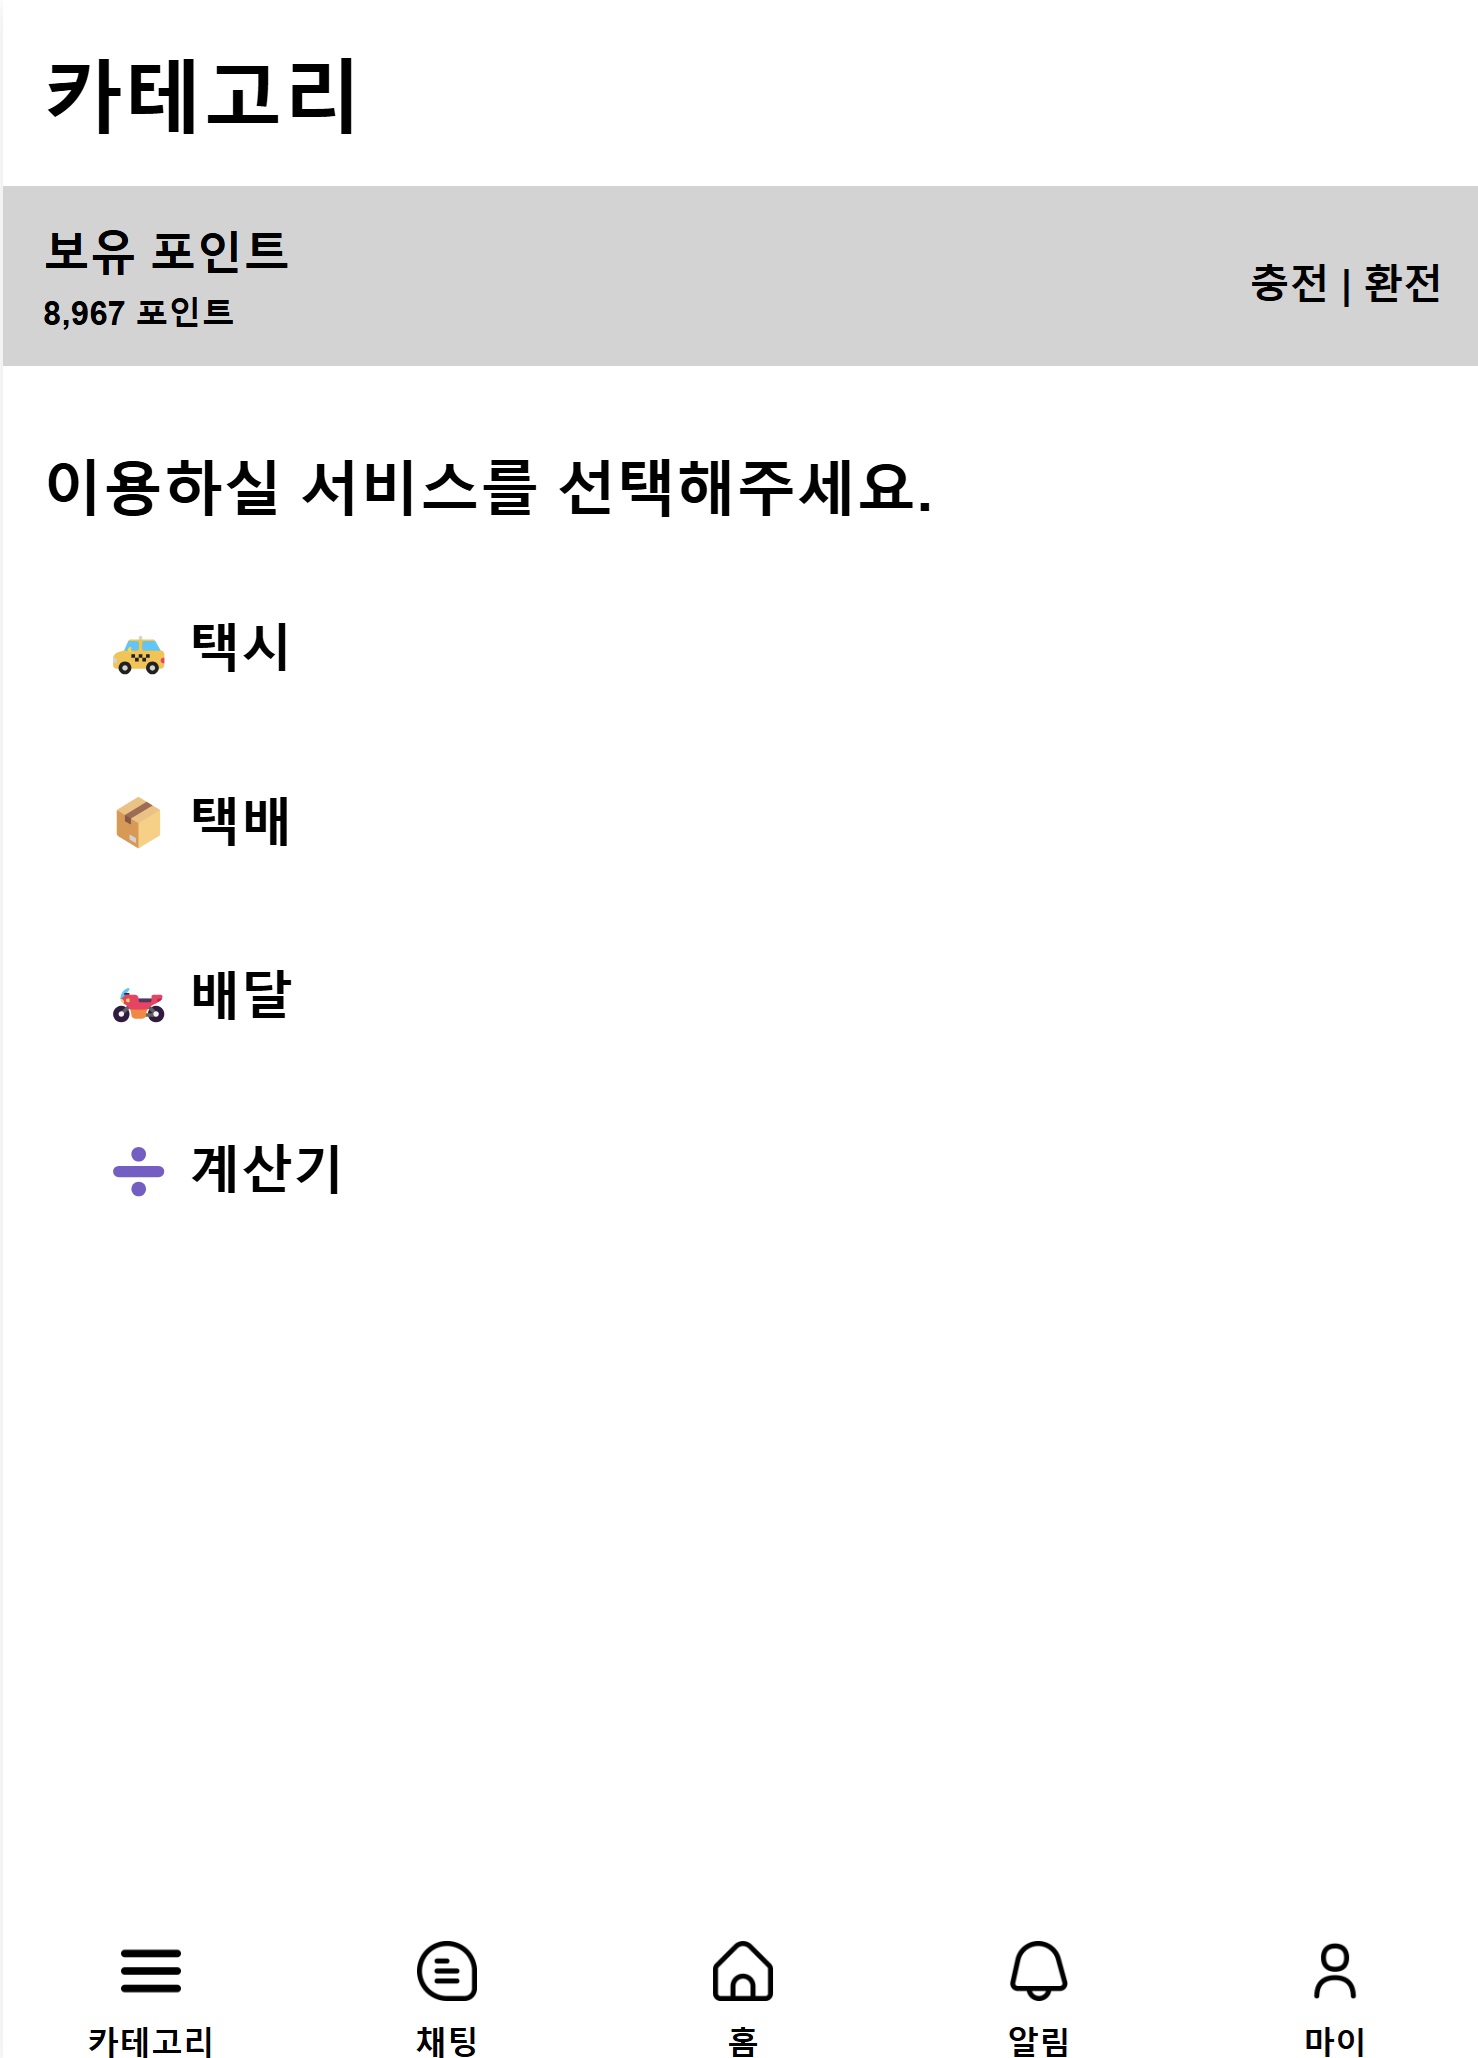 카테고리
보유 포인트
8,967 포인트
충전 | 환전
이용하실 서비스를 선택해주세요.
택시
택배
배달
계산기
카테고리
채팅
홈
알림
마이